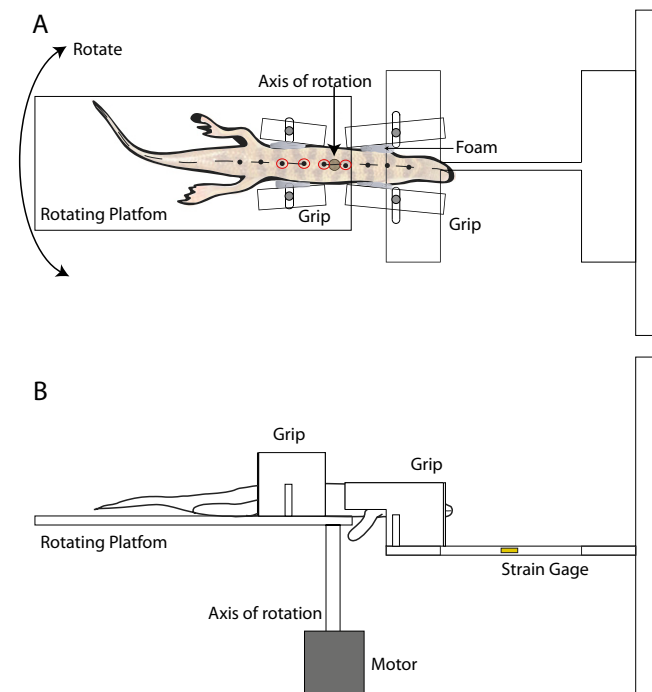 A
Rotate
Axis of rotation
Foam
Rotating Platfom
Grip
Grip
B
Grip
Grip
Rotating Platfom
Strain Gage
Axis of rotation
Motor